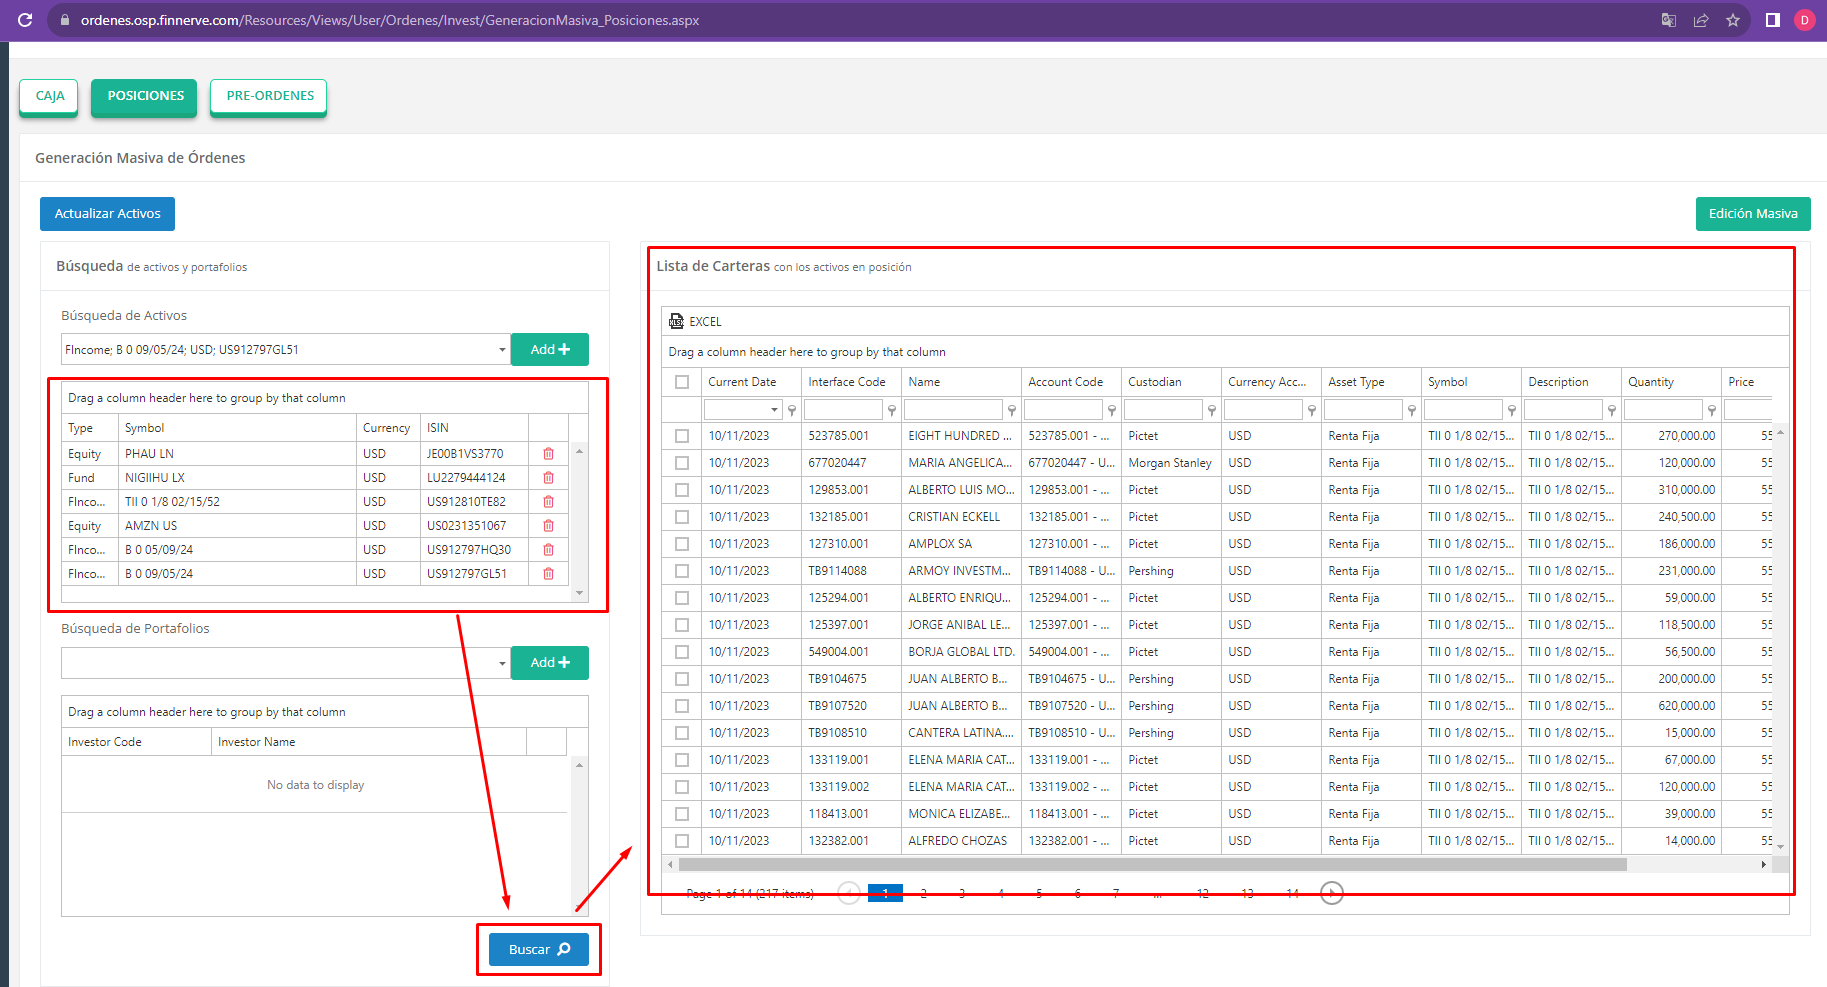 ordenes.osp.finnerve.com/Resources/Views/User/Ordenes/Invest/GeneracionMasiva_Posiciones.aspx
D
CAJA POSICIONES PRE-ORDENES
Generación Masiva de Órdenes
Actualizar Activos Edición Masiva
Búsqueda de activos y portafolios
Búsqueda de Activos
FIncome; B 0 09/05/24; USD; US912797GL51 Add
Drag a column header here to group by that column
Type Symbol Currency ISIN
Equity PHAU LN USD JE00B1VS3770
Fund NIGIIHU LX USD LU2279444124
FInco... TII 0 1/8 02/15/52 USD US912810TE82
Equity AMZN US USD US0231351067
FInco... B 0 05/09/24 USD US912797HQ30
FInco... B 0 09/05/24 USD US912797GL51
Búsqueda de Portafolios
Add
Drag a column header here to group by that column
Investor Code Investor Name
No data to display
Buscar
Lista de Carteras con los activos en posición
EXCEL
Drag a column header here to group by that column
Current Date Interface Code Name Account Code Custodian Currency Acc... Asset Type Symbol Description Quantity Price
10/11/2023 523785.001 EIGHT HUNDRED ... 523785.001 - ... Pictet USD Renta Fija TII 0 1/8 02/15... TII 0 1/8 02/15... 270,000.00 55
10/11/2023 677020447 MARIA ANGELICA... 677020447 - U... Morgan Stanley USD Renta Fija TII 0 1/8 02/15... TII 0 1/8 02/15... 120,000.00 55
10/11/2023 129853.001 ALBERTO LUIS MO... 129853.001 - ... Pictet USD Renta Fija TII 0 1/8 02/15... TII 0 1/8 02/15... 310,000.00 55
10/11/2023 132185.001 CRISTIAN ECKELL 132185.001 - ... Pictet USD Renta Fija TII 0 1/8 02/15... TII 0 1/8 02/15... 240,500.00 55
10/11/2023 127310.001 AMPLOX SA 127310.001 - ... Pictet USD Renta Fija TII 0 1/8 02/15... TII 0 1/8 02/15... 186,000.00 55
10/11/2023 TB9114088 ARMOY INVESTM... TB9114088 - U... Pershing USD Renta Fija TII 0 1/8 02/15... TII 0 1/8 02/15... 231,000.00 55
10/11/2023 125294.001 ALBERTO ENRIQU... 125294.001 - ... Pictet USD Renta Fija TII 0 1/8 02/15... TII 0 1/8 02/15... 59,000.00 55
10/11/2023 125397.001 JORGE ANIBAL LE... 125397.001 - ... Pictet USD Renta Fija TII 0 1/8 02/15... TII 0 1/8 02/15... 118,500.00 55
10/11/2023 549004.001 BORJA GLOBAL LTD. 549004.001 - ... Pictet USD Renta Fija TII 0 1/8 02/15... TII 0 1/8 02/15... 56,500.00 55
10/11/2023 TB9104675 JUAN ALBERTO B... TB9104675 - U... Pershing USD Renta Fija TII 0 1/8 02/15... TII 0 1/8 02/15... 200,000.00 55
10/11/2023 TB9107520 JUAN ALBERTO B... TB9107520 - U... Pershing USD Renta Fija TII 0 1/8 02/15... TII 0 1/8 02/15... 620,000.00 55
10/11/2023 TB9108510 CANTERA LATINA.... TB9108510 - U... Pershing USD Renta Fija TII 0 1/8 02/15... TII 0 1/8 02/15... 15,000.00 55
10/11/2023 133119.001 ELENA MARIA CAT... 133119.001 - ... Pictet USD Renta Fija TII 0 1/8 02/15... TII 0 1/8 02/15... 67,000.00 55
10/11/2023 133119.002 ELENA MARIA CAT... 133119.002 - ... Pictet USD Renta Fija TII 0 1/8 02/15... TII 0 1/8 02/15... 120,000.00 55
10/11/2023 118413.001 MONICA ELIZABE... 118413.001 - ... Pictet USD Renta Fija TII 0 1/8 02/15... TII 0 1/8 02/15... 39,000.00 55
10/11/2023 132382.001 ALFREDO CHOZAS 132382.001 - ... Pictet USD Renta Fija TII 0 1/8 02/15... TII 0 1/8 02/15... 14,000.00 55
Page 1 of 14 (217 items) 1 2 3 4 5 6 7 ... 12 13 14